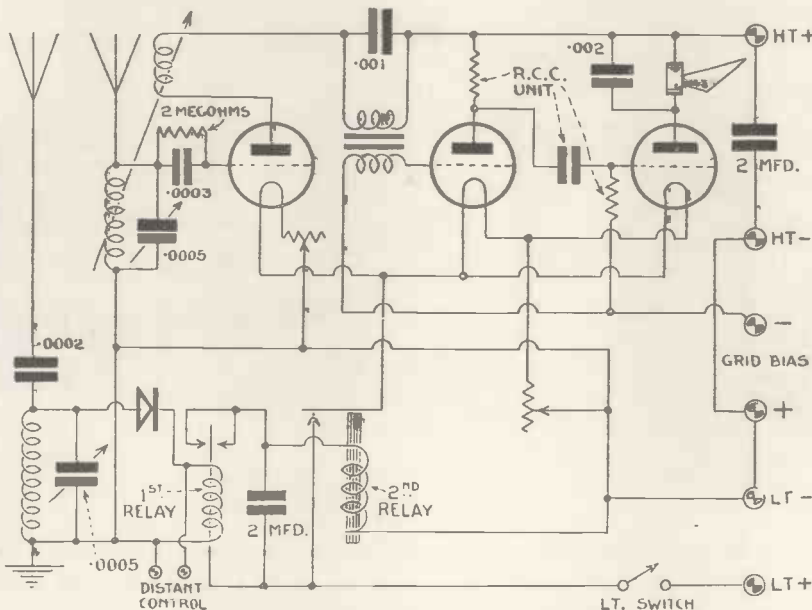 HT+
.001
.002
R.C.C.
UNIT
2 MEGOHMS
2
MFD.
.0003
.0005
HT-
-
GRID BIAS
.0002
+
1ST
RELAY
2ND
RELAY
2 MFD.
LT-
.0005
DISTANT
CONTROL
L.T. SWITCH
LT+